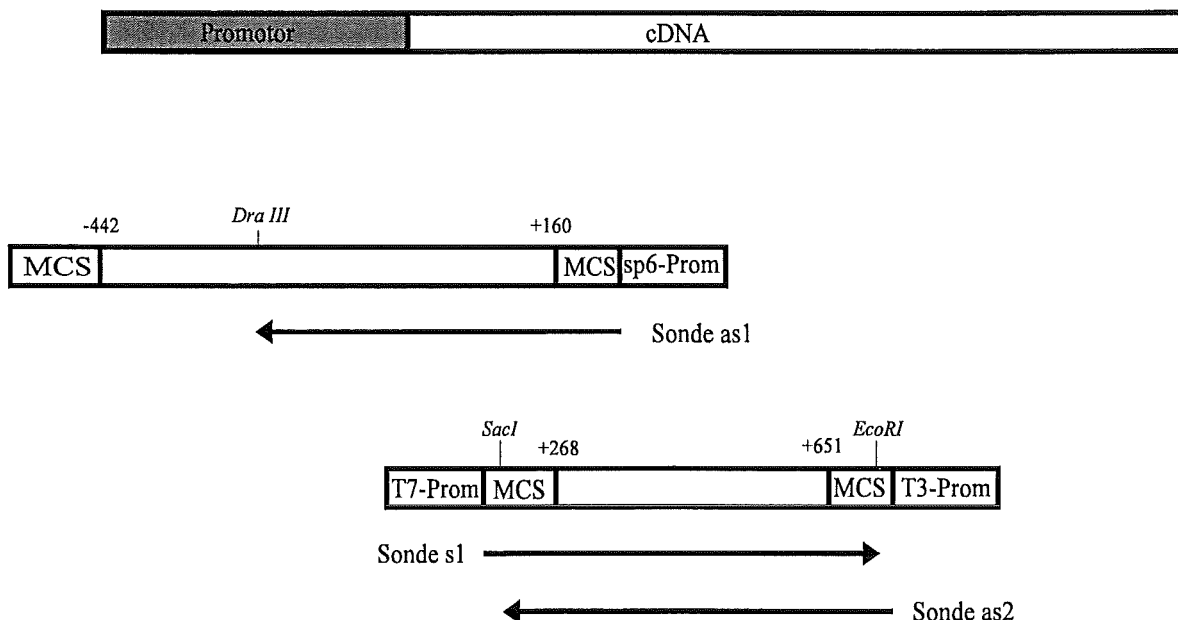 Promotor cDNA
Dra III
-442 +160
MCS MCS sp6-Prom
Sonde as1
SacI EcoRI
+268 +651
T7-Prom MCS MCS T3-Prom
Sonde s1
Sonde as2